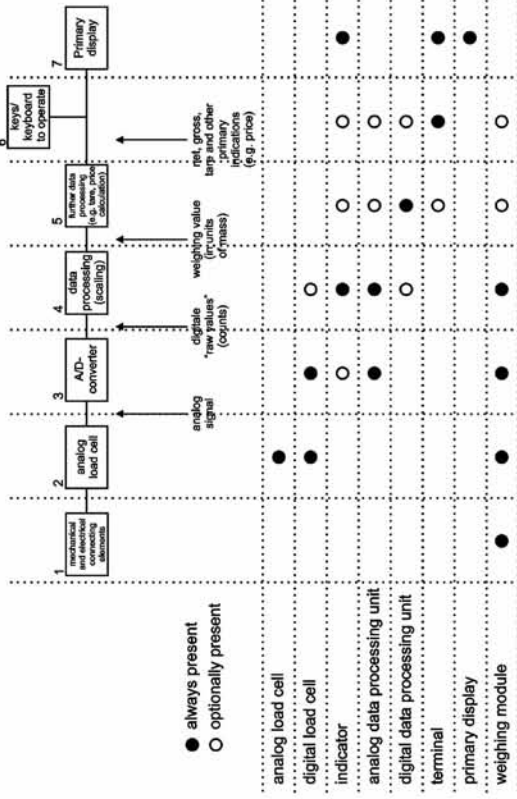 1
mechanical
and electrical
connecting
elements
2
analog
load cell
3
A/D-
converter
4
data
processing
(scaling)
5
further data
processing
(e.g. tare, price
calculation)
6
keys/
keyboard
to operate
7
Primary
display
analog
signal
digitale
"raw values"
(counts)
weighing value
(in units
of mass)
net, gross,
tare and other
primary
indications
(e.g. price)
● always present
○ optionally present
analog load cell
digital load cell
indicator
analog data processing unit
digital data processing unit
terminal
primary display
weighing module